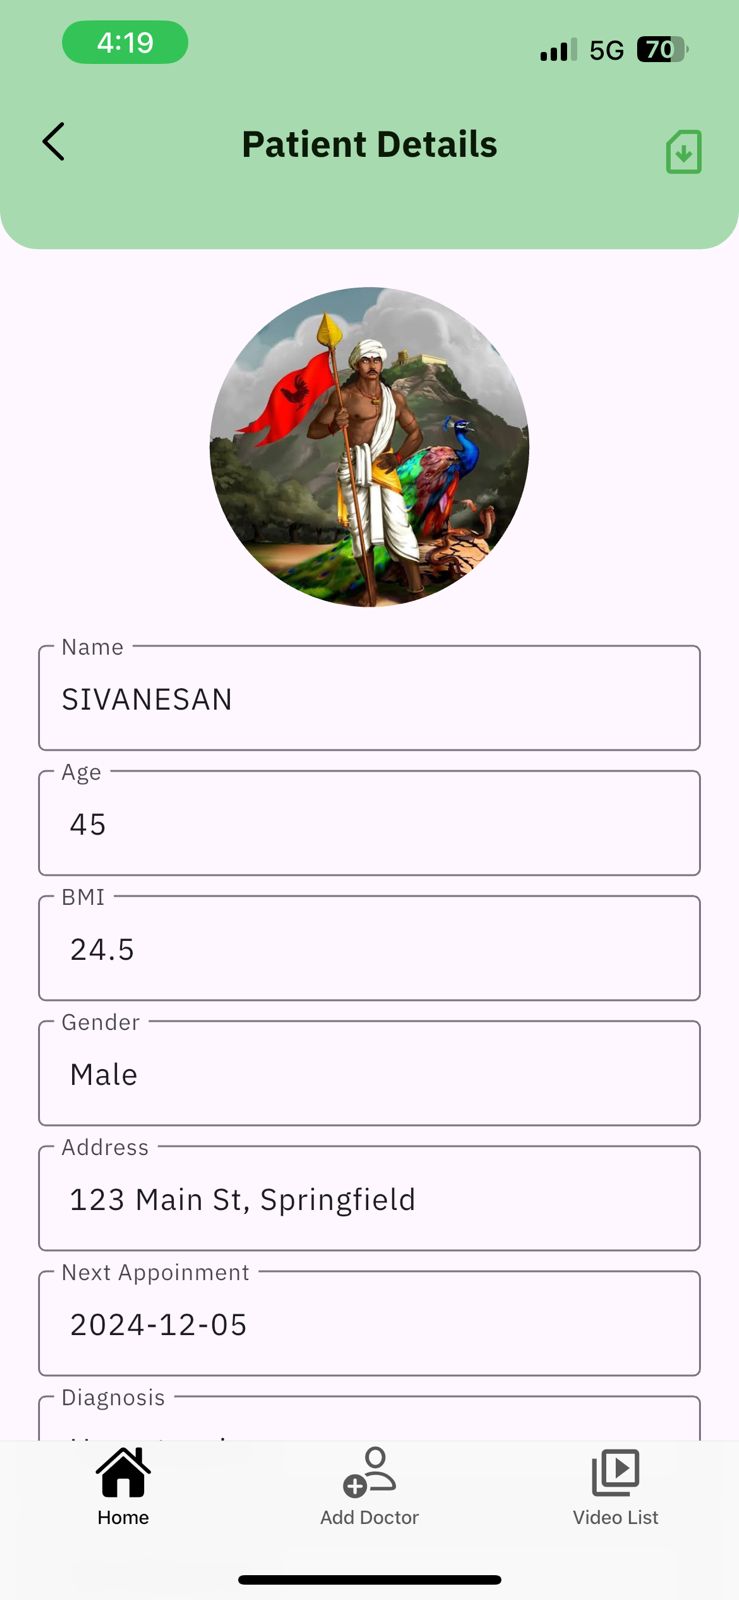 4:19
5G 70
Patient Details
Name
SIVANESAN
Age
45
BMI
24.5
Gender
Male
Address
123 Main St, Springfield
Next Appoinment
2024-12-05
Diagnosis
Home
Add Doctor
Video List